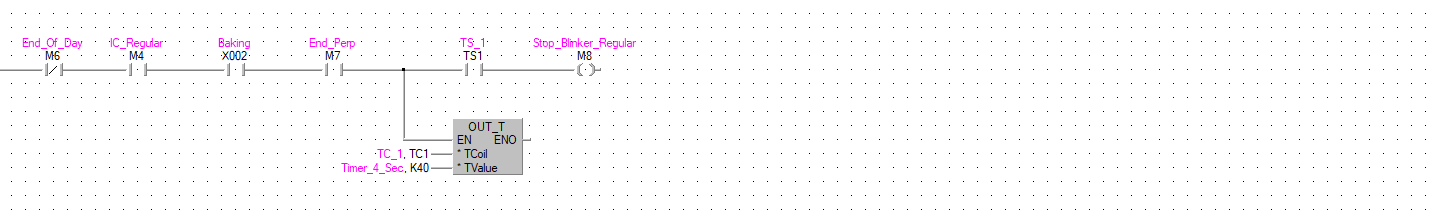 End_Of_Day IC_Regular Baking End_Perp TS_1 Stop_Blinker_Regular
M6 M4 X002 M7 TS1 M8
OUT_T
EN ENO
TC_1, TC1 * TCoil
Timer_4_Sec, K40 * TValue